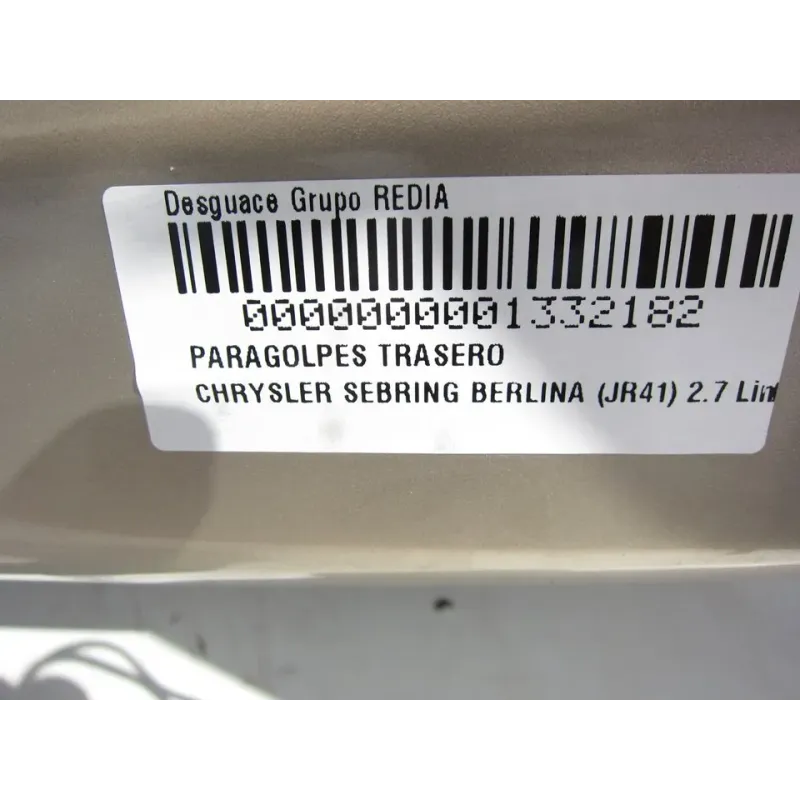 Desguace Grupo REDIA
0000000001332182
PARAGOLPES TRASERO
CHRYSLER SEBRING BERLINA (JR41) 2.7